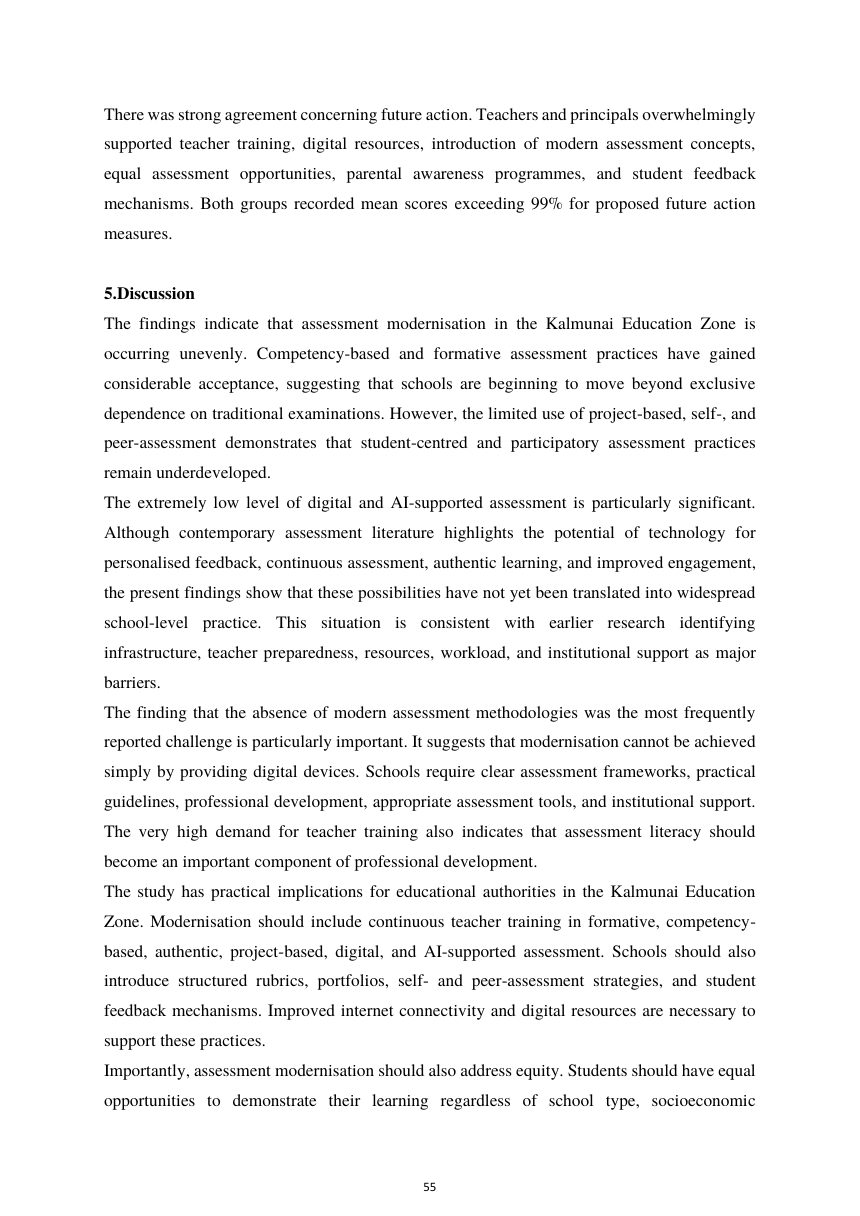 There was strong agreement concerning future action. Teachers and principals overwhelmingly
supported teacher training, digital resources, introduction of modern assessment concepts,
equal assessment opportunities, parental awareness programmes, and student feedback
mechanisms. Both groups recorded mean scores exceeding 99% for proposed future action
measures.
5.Discussion
The findings indicate that assessment modernisation in the Kalmunai Education Zone is
occurring unevenly. Competency-based and formative assessment practices have gained
considerable acceptance, suggesting that schools are beginning to move beyond exclusive
dependence on traditional examinations. However, the limited use of project-based, self-, and
peer-assessment demonstrates that student-centred and participatory assessment practices
remain underdeveloped.
The extremely low level of digital and AI-supported assessment is particularly significant.
Although contemporary assessment literature highlights the potential of technology for
personalised feedback, continuous assessment, authentic learning, and improved engagement,
the present findings show that these possibilities have not yet been translated into widespread
school-level practice. This situation is consistent with earlier research identifying
infrastructure, teacher preparedness, resources, workload, and institutional support as major
barriers.
The finding that the absence of modern assessment methodologies was the most frequently
reported challenge is particularly important. It suggests that modernisation cannot be achieved
simply by providing digital devices. Schools require clear assessment frameworks, practical
guidelines, professional development, appropriate assessment tools, and institutional support.
The very high demand for teacher training also indicates that assessment literacy should
become an important component of professional development.
The study has practical implications for educational authorities in the Kalmunai Education
Zone. Modernisation should include continuous teacher training in formative, competency-
based, authentic, project-based, digital, and AI-supported assessment. Schools should also
introduce structured rubrics, portfolios, self- and peer-assessment strategies, and student
feedback mechanisms. Improved internet connectivity and digital resources are necessary to
support these practices.
Importantly, assessment modernisation should also address equity. Students should have equal
opportunities to demonstrate their learning regardless of school type, socioeconomic
55